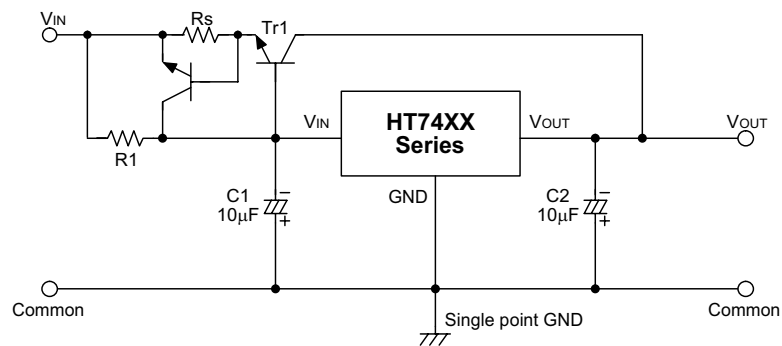 VIN
Rs
Tr1
R1
VIN
HT74XX
Series
VOUT
VOUT
GND
C1
10μF
−
+
C2
10μF
−
+
Common
Single point GND
Common